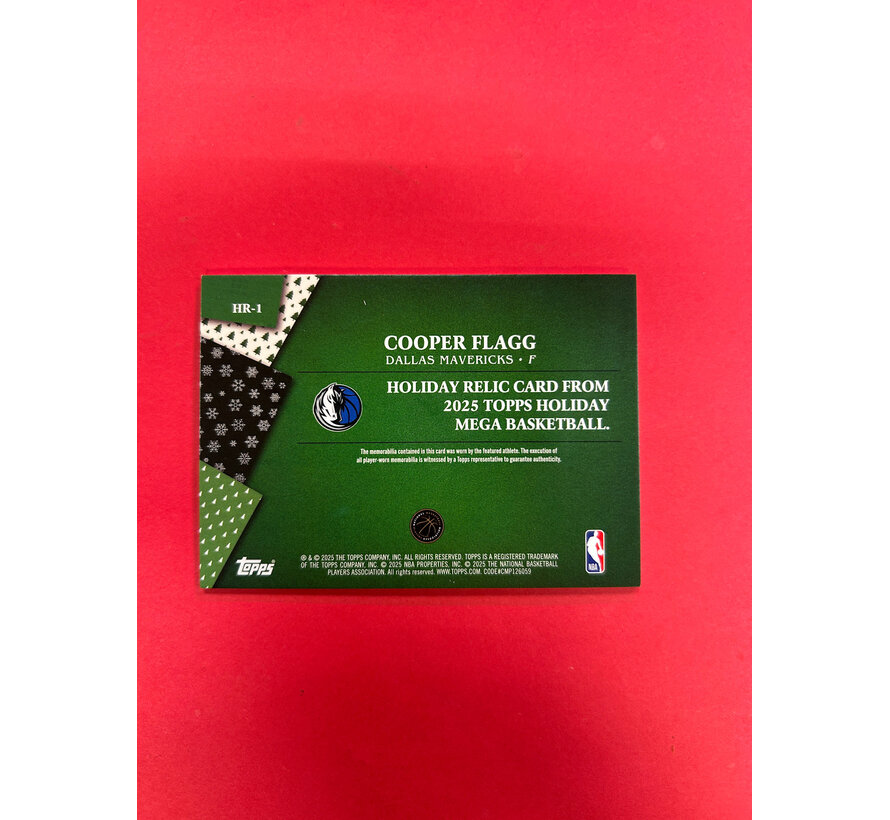 HR-1
COOPER FLAGG
DALLAS MAVERICKS • F
HOLIDAY RELIC CARD FROM
2025 TOPPS HOLIDAY
MEGA BASKETBALL.
The memorabilia contained in this card was worn by the featured athlete. The execution of
all player-worn memorabilia is witnessed by a Topps representative to guarantee authenticity.
® & © 2025 THE TOPPS COMPANY, INC. ALL RIGHTS RESERVED. TOPPS IS A REGISTERED TRADEMARK
OF THE TOPPS COMPANY, INC. © 2025 NBA PROPERTIES, INC. © 2025 THE NATIONAL BASKETBALL
PLAYERS ASSOCIATION. All rights reserved. WWW.TOPPS.COM. CODE#CMP126059
Topps
NBA